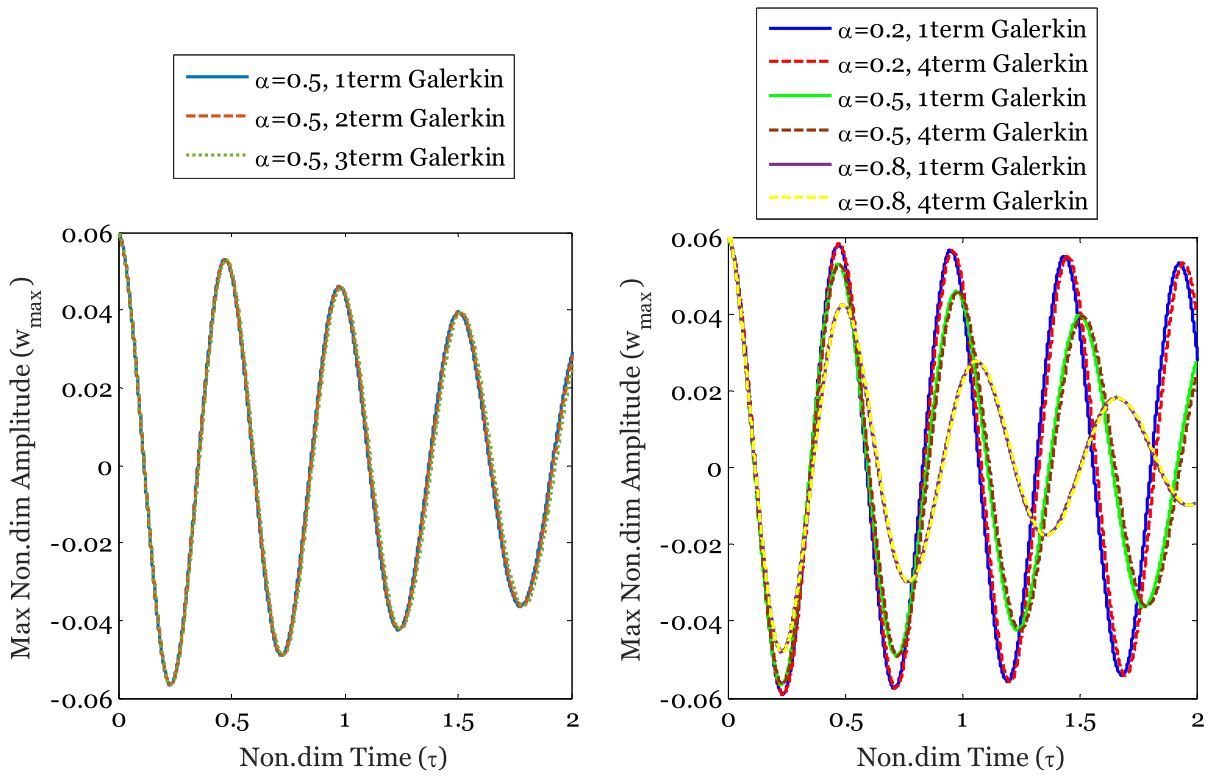 α=0.5, 1term Galerkin
α=0.5, 2term Galerkin
α=0.5, 3term Galerkin
Max Non.dim Amplitude (w_max)
0.06
0.04
0.02
0
-0.02
-0.04
-0.06
0
0.5
1
1.5
2
Non.dim Time (τ)
α=0.2, 1term Galerkin
α=0.2, 4term Galerkin
α=0.5, 1term Galerkin
α=0.5, 4term Galerkin
α=0.8, 1term Galerkin
α=0.8, 4term Galerkin
Max Non.dim Amplitude (w_max)
0.06
0.04
0.02
0
-0.02
-0.04
-0.06
0
0.5
1
1.5
2
Non.dim Time (τ)